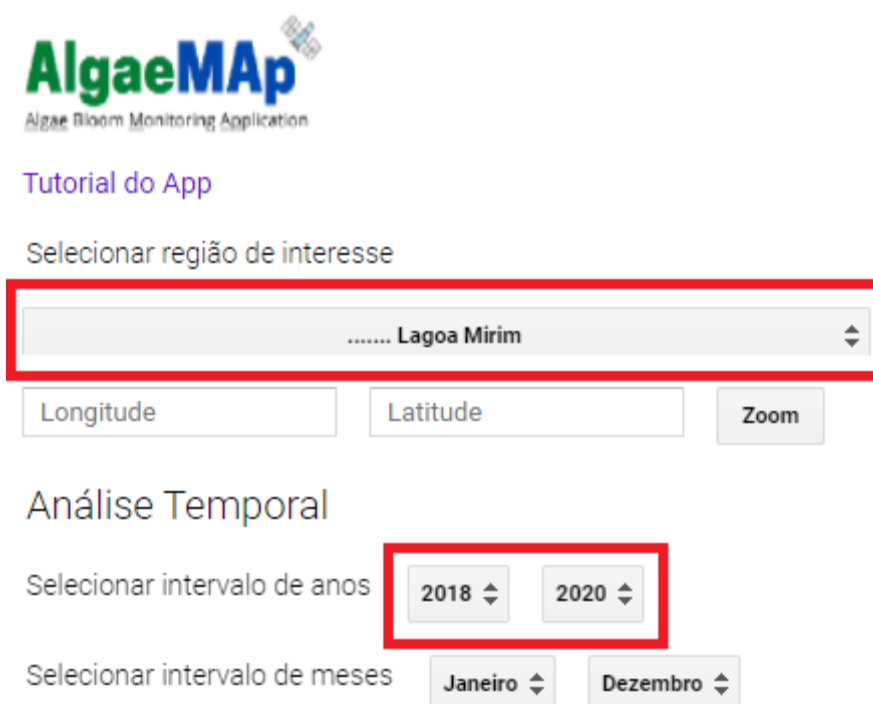 AlgaeMAp
Algae Bloom Monitoring Application
Tutorial do App
Selecionar região de interesse
....... Lagoa Mirim
Longitude Latitude Zoom
Análise Temporal
Selecionar intervalo de anos 2018 2020
Selecionar intervalo de meses Janeiro Dezembro